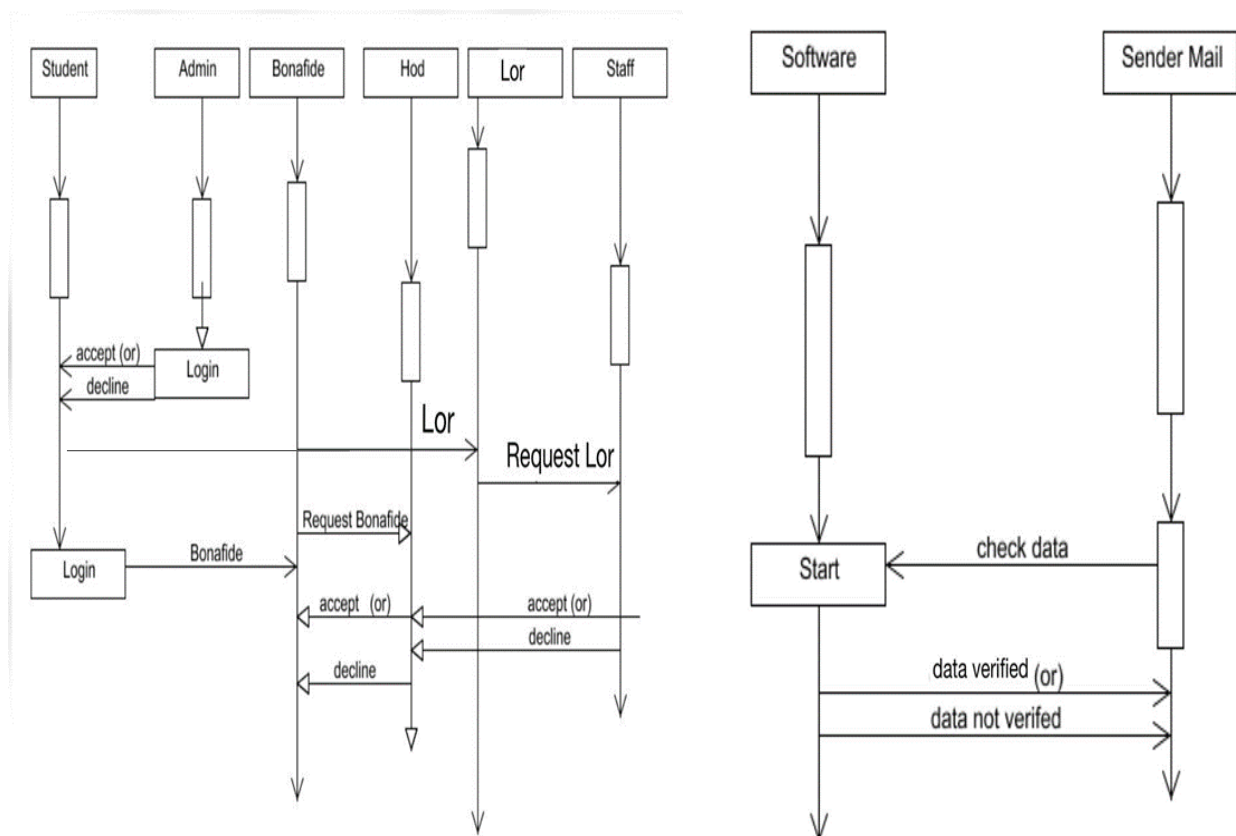 Student
Admin
Bonafide
Hod
Lor
Staff
accept (or)
decline
Login
Lor
Request Lor
Request Bonafide
Login
Bonafide
accept (or)
accept (or)
decline
decline
Software
Sender Mail
Start
check data
data verified (or)
data not verifed